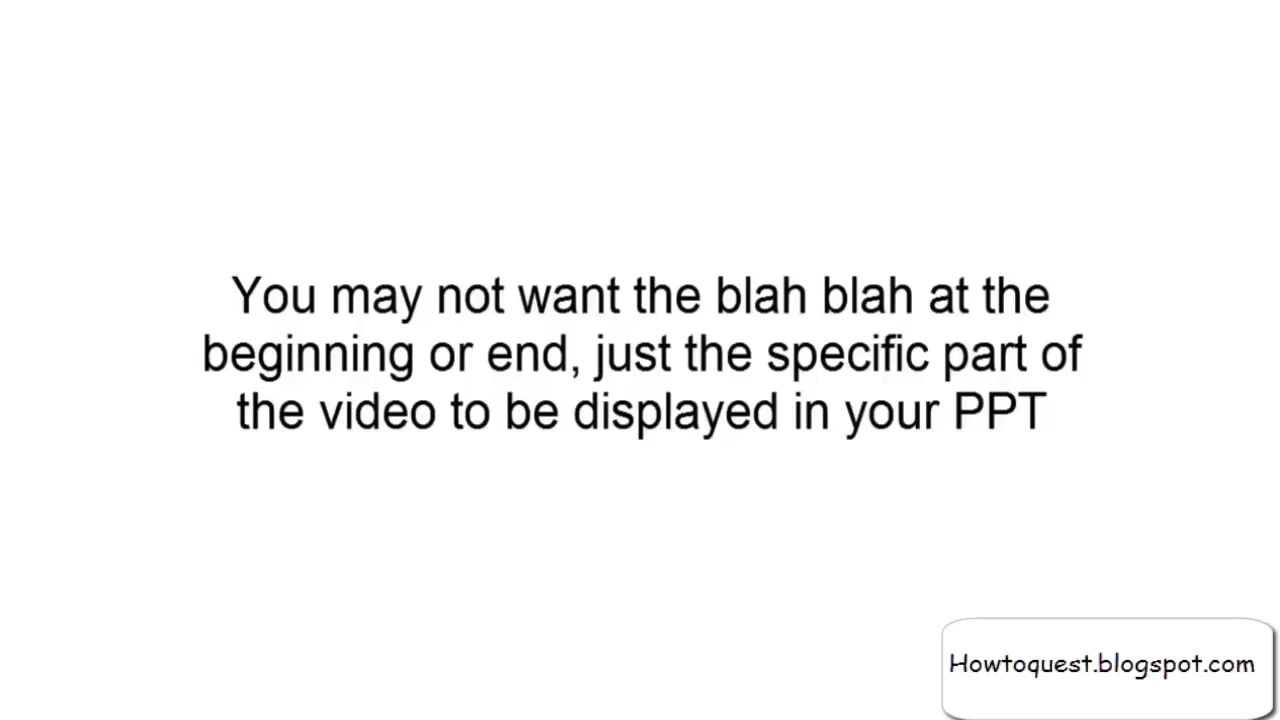 You may not want the blah blah at the
beginning or end, just the specific part of
the video to be displayed in your PPT
Howtoquest.blogspot.com